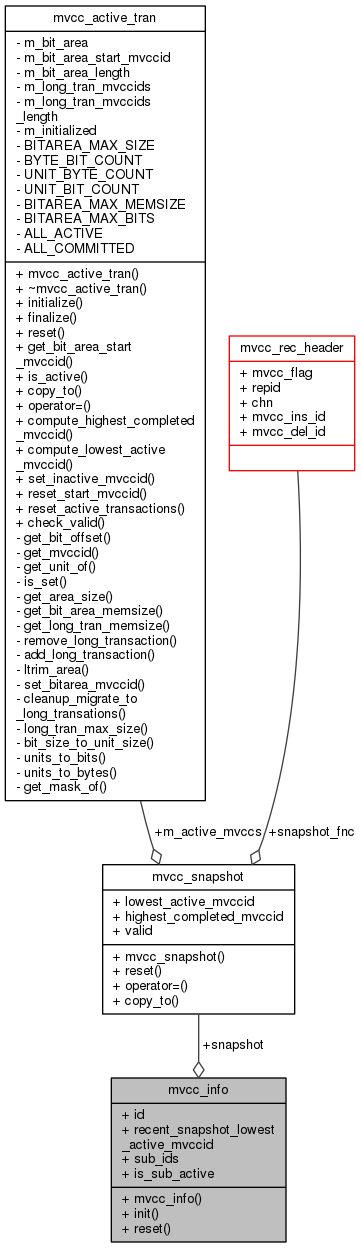 mvcc_active_tran
- m_bit_area
- m_bit_area_start_mvccid
- m_bit_area_length
- m_long_tran_mvccids
- m_long_tran_mvccids
_length
- m_initialized
- BITAREA_MAX_SIZE
- BYTE_BIT_COUNT
- UNIT_BYTE_COUNT
- UNIT_BIT_COUNT
- BITAREA_MAX_MEMSIZE
- BITAREA_MAX_BITS
- ALL_ACTIVE
- ALL_COMMITTED
+ mvcc_active_tran()
+ ~mvcc_active_tran()
+ initialize()
+ finalize()
+ reset()
+ get_bit_area_start
_mvccid()
+ is_active()
+ copy_to()
+ operator=()
+ compute_highest_completed
_mvccid()
+ compute_lowest_active
_mvccid()
+ set_inactive_mvccid()
+ reset_start_mvccid()
+ reset_active_transactions()
+ check_valid()
- get_bit_offset()
- get_mvccid()
- get_unit_of()
- is_set()
- get_area_size()
- get_bit_area_memsize()
- get_long_tran_memsize()
- remove_long_transaction()
- add_long_transaction()
- ltrim_area()
- set_bitarea_mvccid()
- cleanup_migrate_to
_long_transations()
- long_tran_max_size()
- bit_size_to_unit_size()
- units_to_bits()
- units_to_bytes()
- get_mask_of()
mvcc_rec_header
+ mvcc_flag
+ repid
+ chn
+ mvcc_ins_id
+ mvcc_del_id
+m_active_mvccs
+snapshot_fnc
mvcc_snapshot
+ lowest_active_mvccid
+ highest_completed_mvccid
+ valid
+ mvcc_snapshot()
+ reset()
+ operator=()
+ copy_to()
+snapshot
mvcc_info
+ id
+ recent_snapshot_lowest
_active_mvccid
+ sub_ids
+ is_sub_active
+ mvcc_info()
+ init()
+ reset()